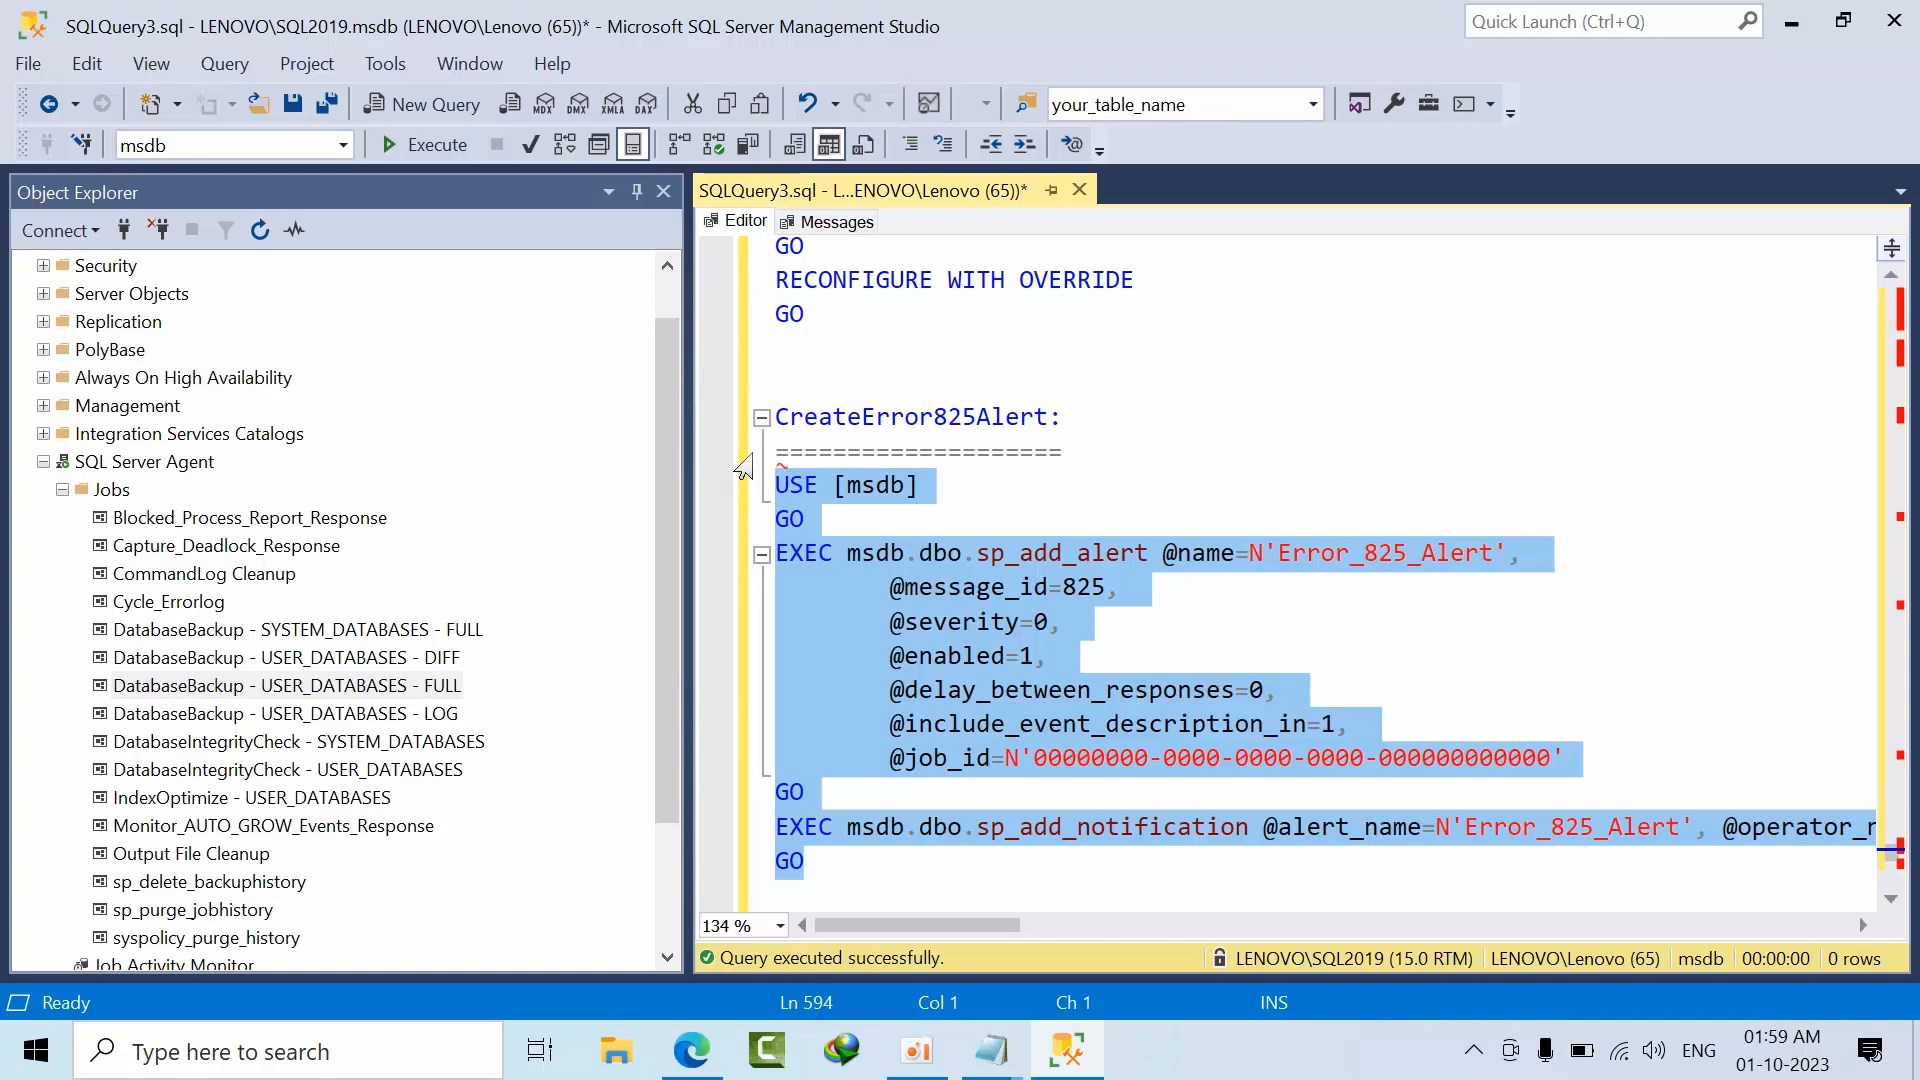 SQLQuery3.sql - LENOVO\SQL2019.msdb (LENOVO\Lenovo (65))* - Microsoft SQL Server Management Studio
Quick Launch (Ctrl+Q)
File Edit View Query Project Tools Window Help
New Query
MDX DMX XMLA DAX
your_table_name
msdb
Execute
Object Explorer
Connect
Security
Server Objects
Replication
PolyBase
Always On High Availability
Management
Integration Services Catalogs
SQL Server Agent
Jobs
Blocked_Process_Report_Response
Capture_Deadlock_Response
CommandLog Cleanup
Cycle_Errorlog
DatabaseBackup - SYSTEM_DATABASES - FULL
DatabaseBackup - USER_DATABASES - DIFF
DatabaseBackup - USER_DATABASES - FULL
DatabaseBackup - USER_DATABASES - LOG
DatabaseIntegrityCheck - SYSTEM_DATABASES
DatabaseIntegrityCheck - USER_DATABASES
IndexOptimize - USER_DATABASES
Monitor_AUTO_GROW_Events_Response
Output File Cleanup
sp_delete_backuphistory
sp_purge_jobhistory
syspolicy_purge_history
Job Activity Monitor
SQLQuery3.sql - L...ENOVO\Lenovo (65))*
Editor Messages
GO
RECONFIGURE WITH OVERRIDE
GO
CreateError825Alert:
====================
USE [msdb]
GO
EXEC msdb.dbo.sp_add_alert @name=N'Error_825_Alert',
@message_id=825,
@severity=0,
@enabled=1,
@delay_between_responses=0,
@include_event_description_in=1,
@job_id=N'00000000-0000-0000-0000-000000000000'
GO
EXEC msdb.dbo.sp_add_notification @alert_name=N'Error_825_Alert', @operator_n
GO
134 %
Query executed successfully.
LENOVO\SQL2019 (15.0 RTM) LENOVO\Lenovo (65) msdb 00:00:00 0 rows
Ready
Ln 594 Col 1 Ch 1 INS
Type here to search
ENG
01:59 AM
01-10-2023